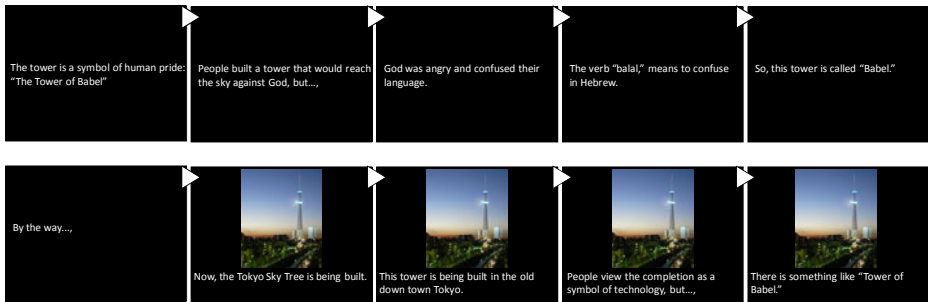 The tower is a symbol of human pride:
“The Tower of Babel”
People built a tower that would reach
the sky against God, but…,
God was angry and confused their
language.
The verb “balal,” means to confuse
in Hebrew.
So, this tower is called “Babel.”
By the way…,
Now, the Tokyo Sky Tree is being built.
This tower is being built in the old
down town Tokyo.
People view the completion as a
symbol of technology, but…,
There is something like “Tower of
Babel.”